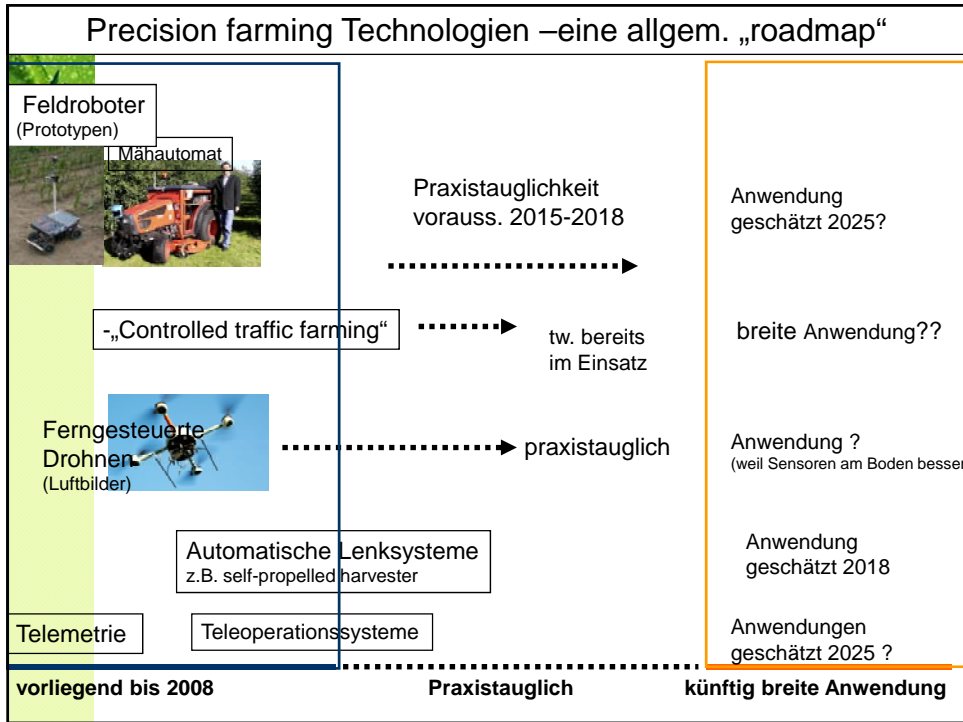 Precision farming Technologien –eine allgem. „roadmap“
Feldroboter
(Prototypen)
Mähautomat
Praxistauglichkeit
vorauss. 2015-2018
Anwendung
geschätzt 2025?
-„Controlled traffic farming“
tw. bereits
im Einsatz
breite Anwendung??
Ferngesteuerte
Drohnen
(Luftbilder)
praxistauglich
Anwendung ?
(weil Sensoren am Boden besser
Automatische Lenksysteme
z.B. self-propelled harvester
Anwendung
geschätzt 2018
Telemetrie
Teleoperationssysteme
Anwendungen
geschätzt 2025 ?
vorliegend bis 2008
Praxistauglich
künftig breite Anwendung